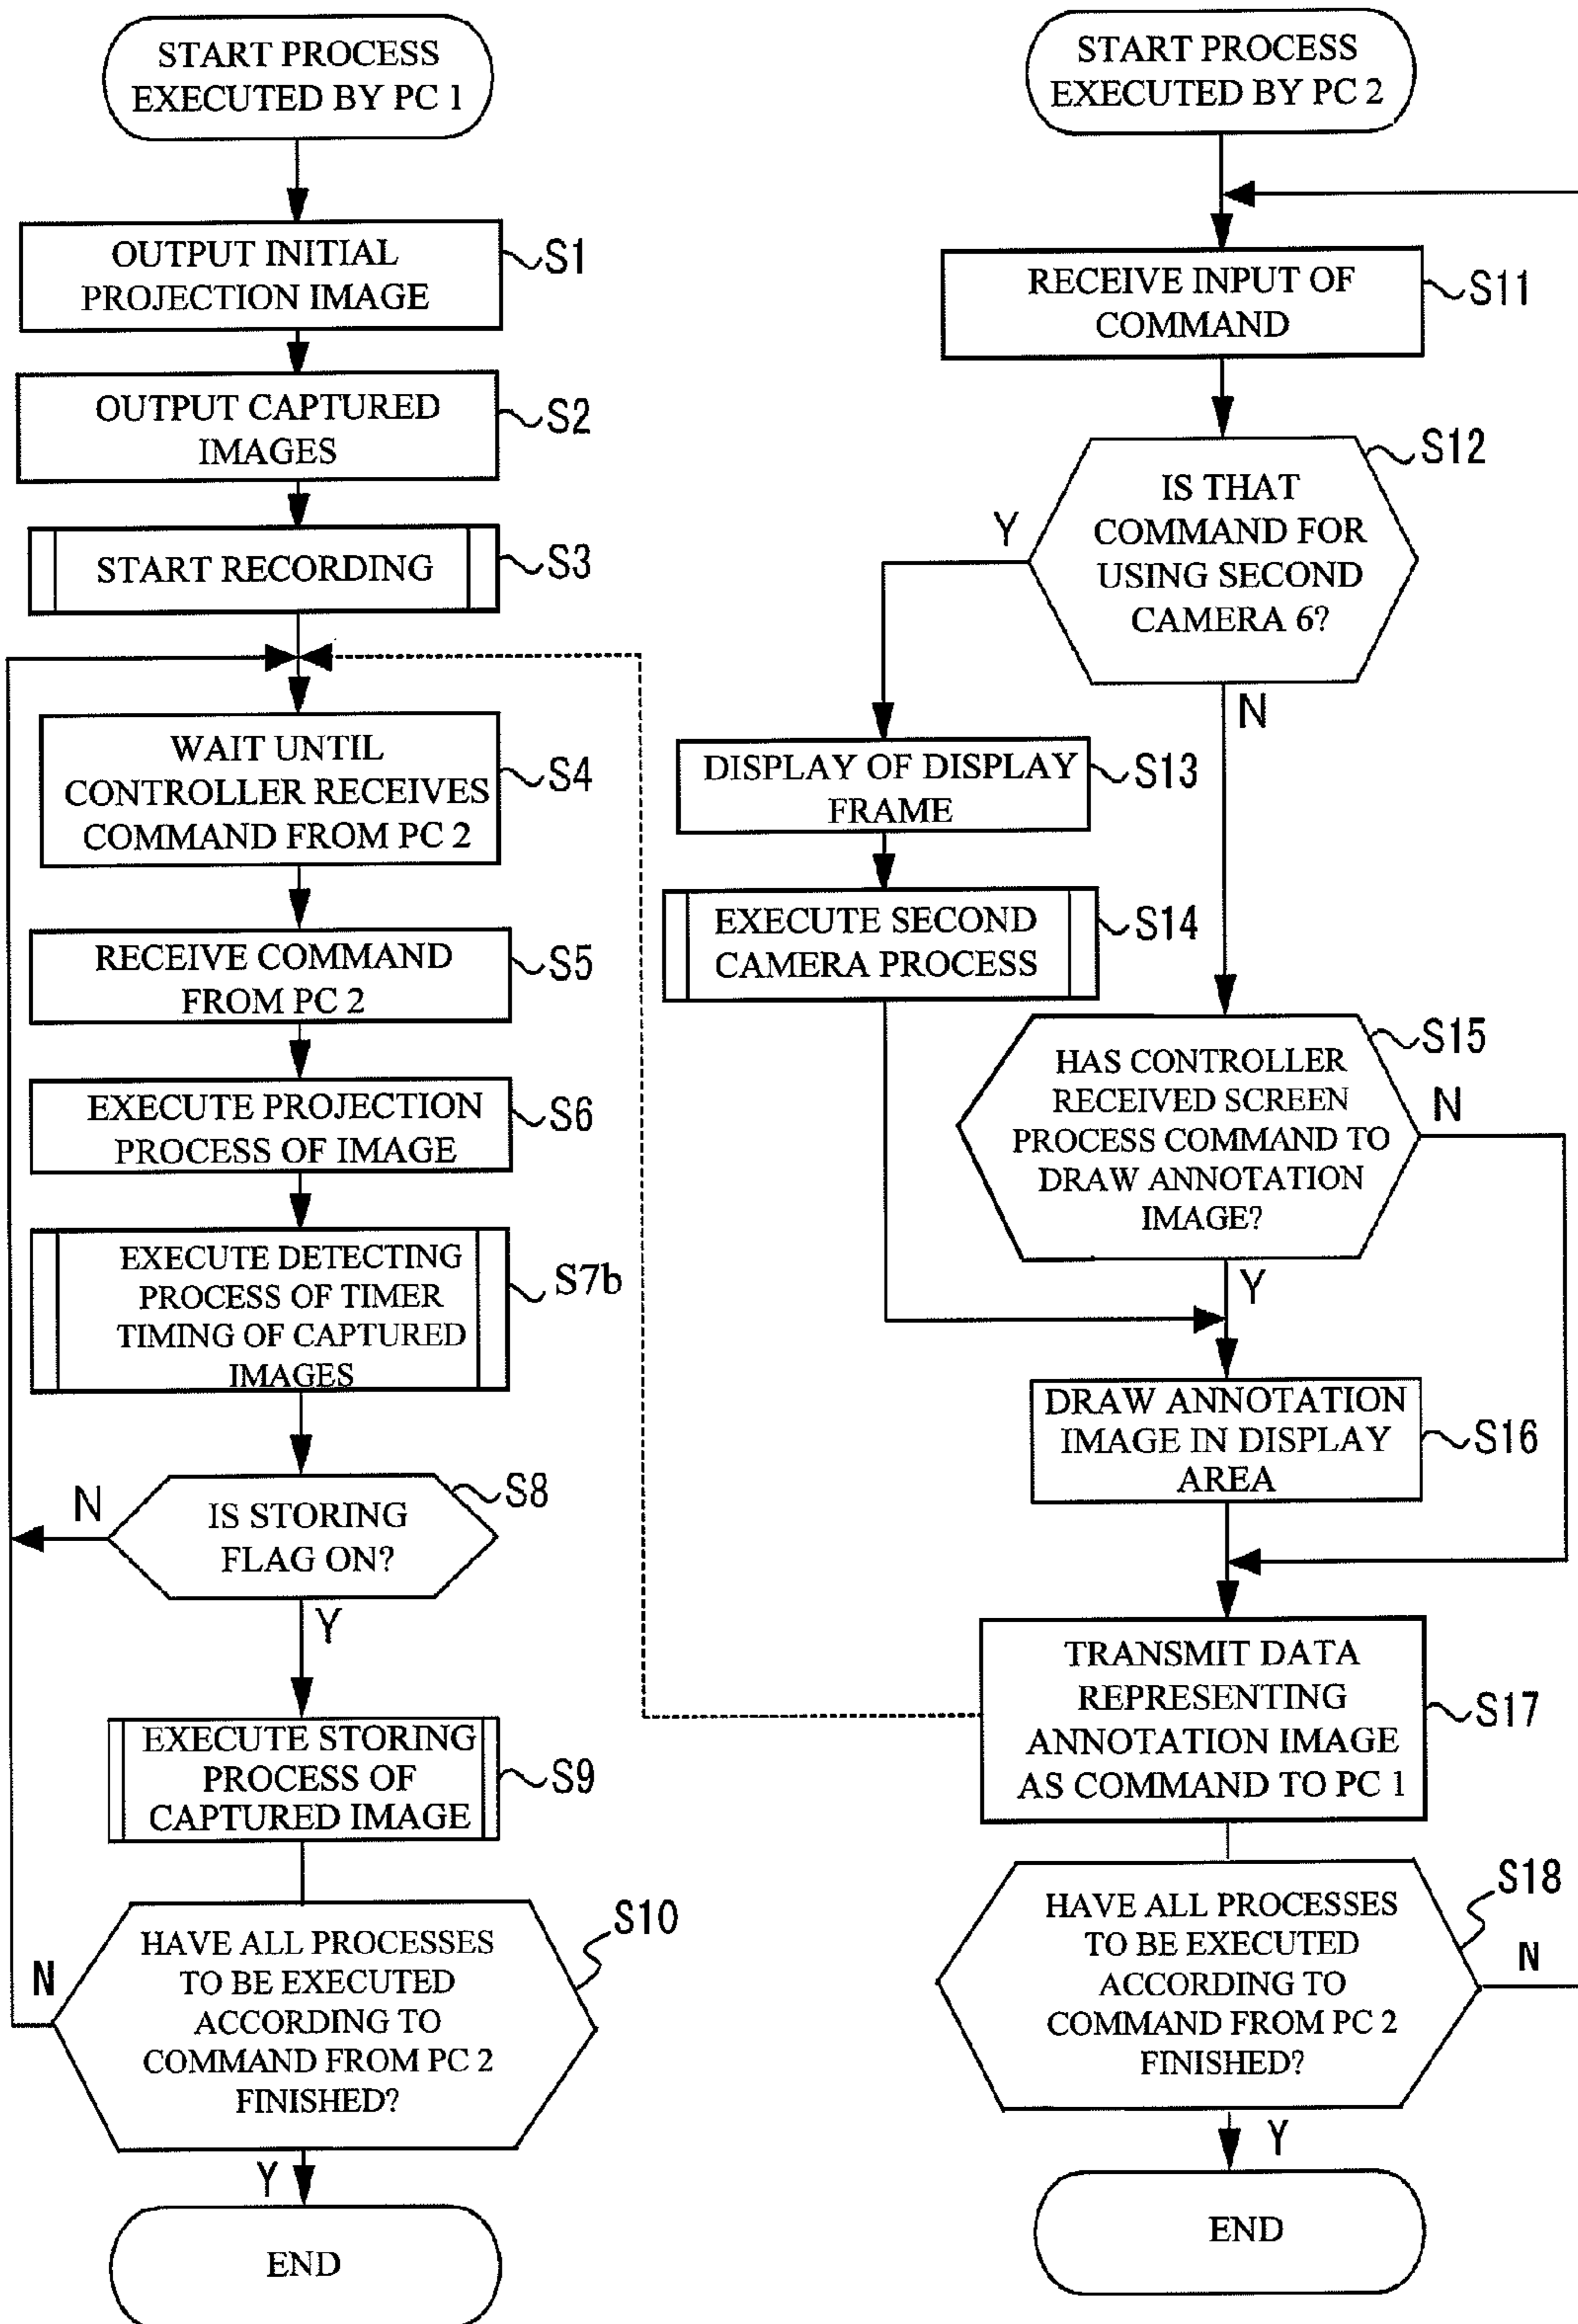 START PROCESS
EXECUTED BY PC 1
OUTPUT INITIAL
PROJECTION IMAGE
S1
OUTPUT CAPTURED
IMAGES
S2
START RECORDING
S3
WAIT UNTIL
CONTROLLER RECEIVES
COMMAND FROM PC 2
S4
RECEIVE COMMAND
FROM PC 2
S5
EXECUTE PROJECTION
PROCESS OF IMAGE
S6
EXECUTE DETECTING
PROCESS OF TIMER
TIMING OF CAPTURED
IMAGES
S7b
IS STORING
FLAG ON?
S8
N
Y
EXECUTE STORING
PROCESS OF
CAPTURED IMAGE
S9
HAVE ALL PROCESSES
TO BE EXECUTED
ACCORDING TO
COMMAND FROM PC 2
FINISHED?
S10
N
Y
END
START PROCESS
EXECUTED BY PC 2
RECEIVE INPUT OF
COMMAND
S11
IS THAT
COMMAND FOR
USING SECOND
CAMERA 6?
S12
Y
N
DISPLAY OF DISPLAY
FRAME
S13
EXECUTE SECOND
CAMERA PROCESS
S14
HAS CONTROLLER
RECEIVED SCREEN
PROCESS COMMAND TO
DRAW ANNOTATION
IMAGE?
S15
N
Y
DRAW ANNOTATION
IMAGE IN DISPLAY
AREA
S16
TRANSMIT DATA
REPRESENTING
ANNOTATION IMAGE
AS COMMAND TO PC 1
S17
HAVE ALL PROCESSES
TO BE EXECUTED
ACCORDING TO
COMMAND FROM PC 2
FINISHED?
S18
N
Y
END